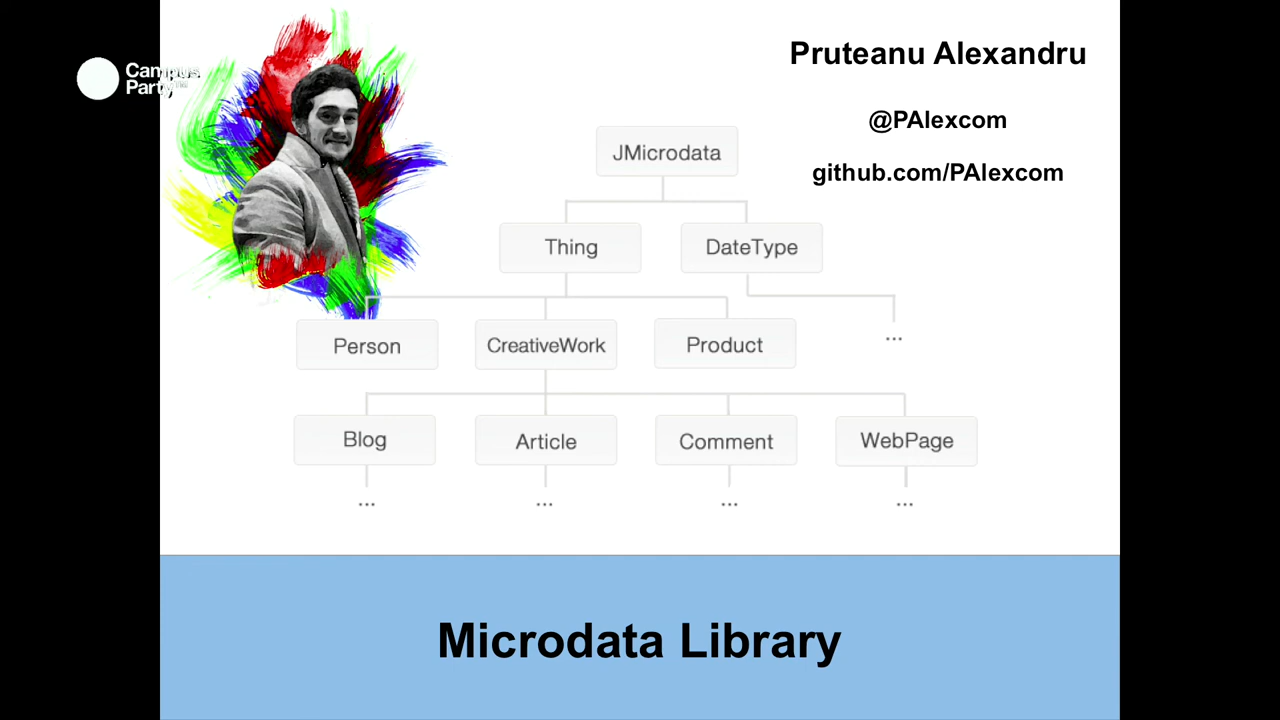 Campus
Party™
Pruteanu Alexandru
@PAlexcom
github.com/PAlexcom
JMicrodata
Thing
DateType
Person
CreativeWork
Product
...
Blog
Article
Comment
WebPage
...
...
...
...
Microdata Library